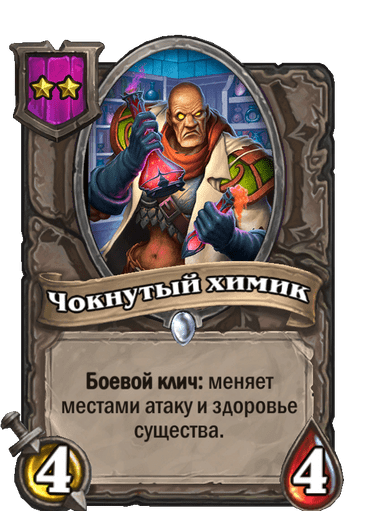 Чокнутый химик
Боевой клич: меняет
местами атаку и здоровье
существа.
4 4